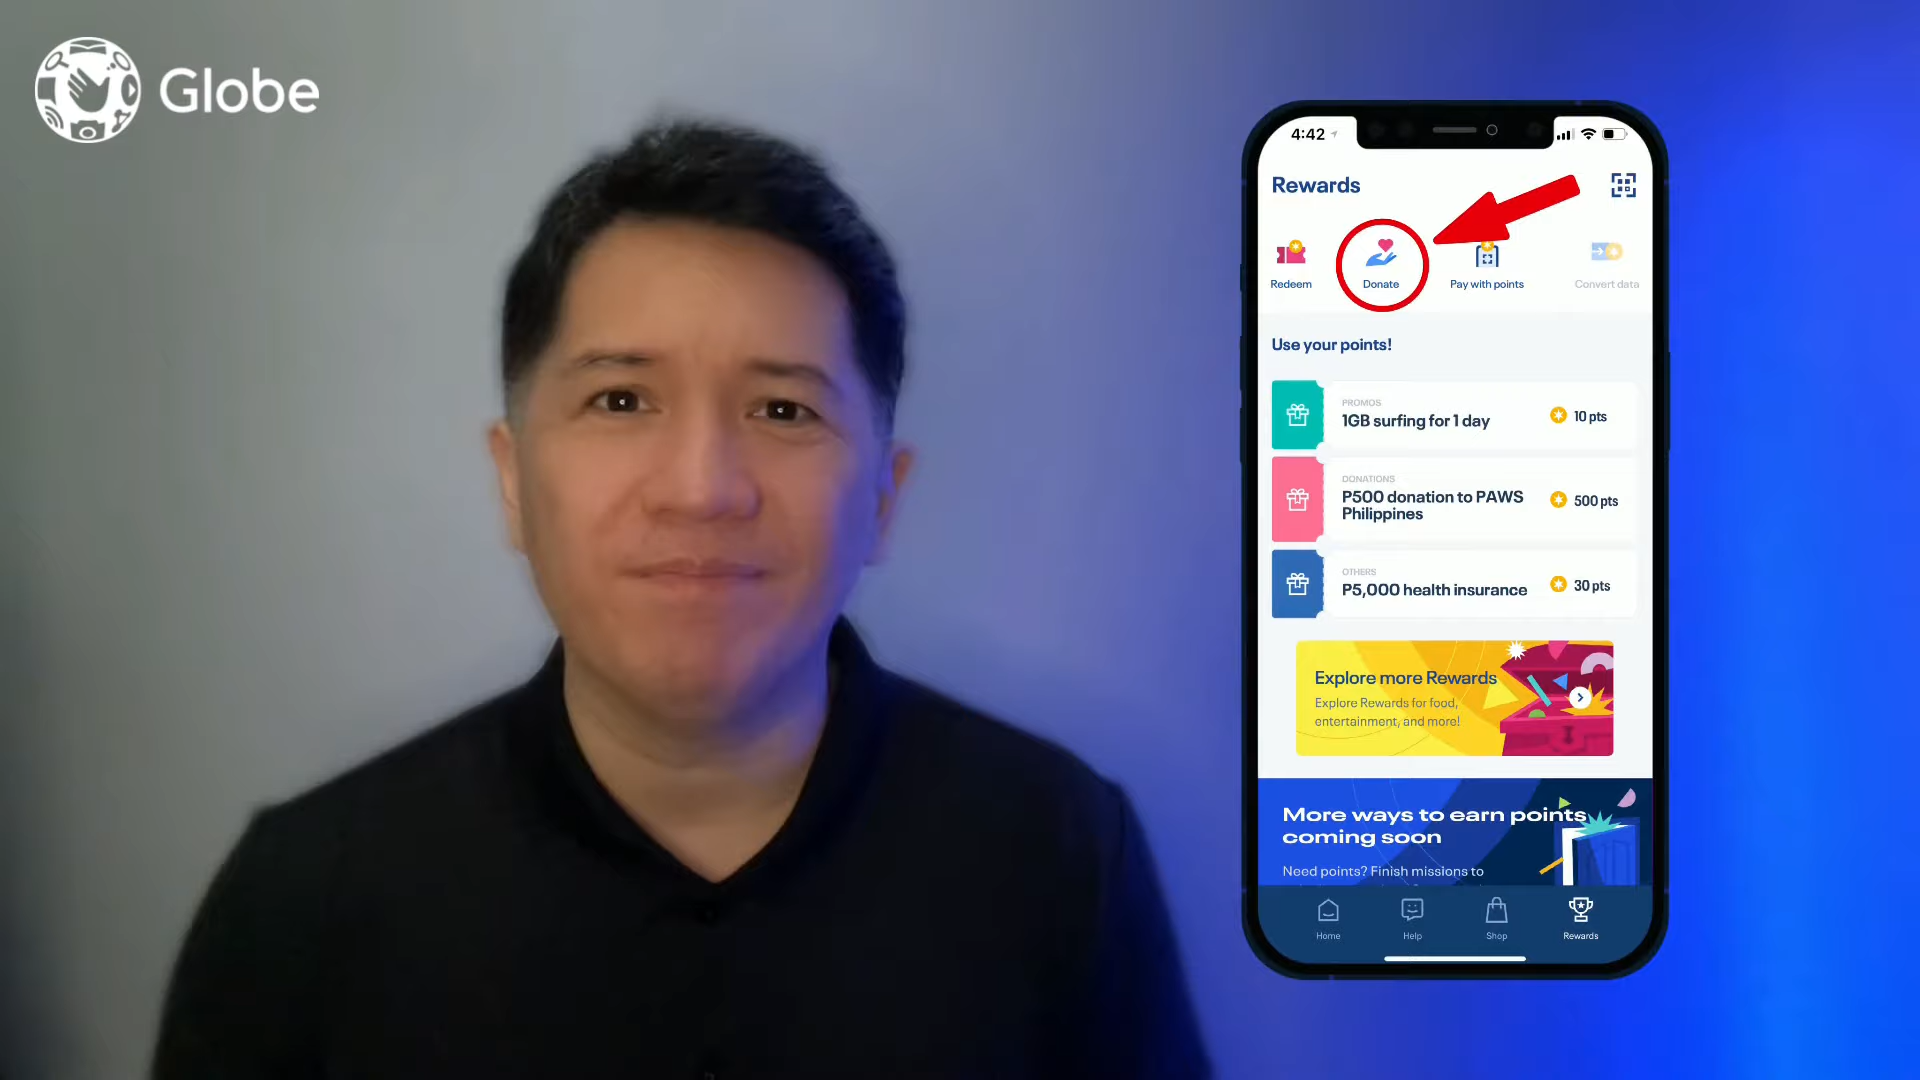 Globe
4:42
Rewards
Redeem
Donate
Pay with points
Convert data
Use your points!
PROMOS
1GB surfing for 1 day
10 pts
DONATIONS
P500 donation to PAWS
Philippines
500 pts
OTHERS
P5,000 health insurance
30 pts
Explore more Rewards
Explore Rewards for food,
entertainment, and more!
More ways to earn points
coming soon
Need points? Finish missions to
Home
Help
Shop
Rewards